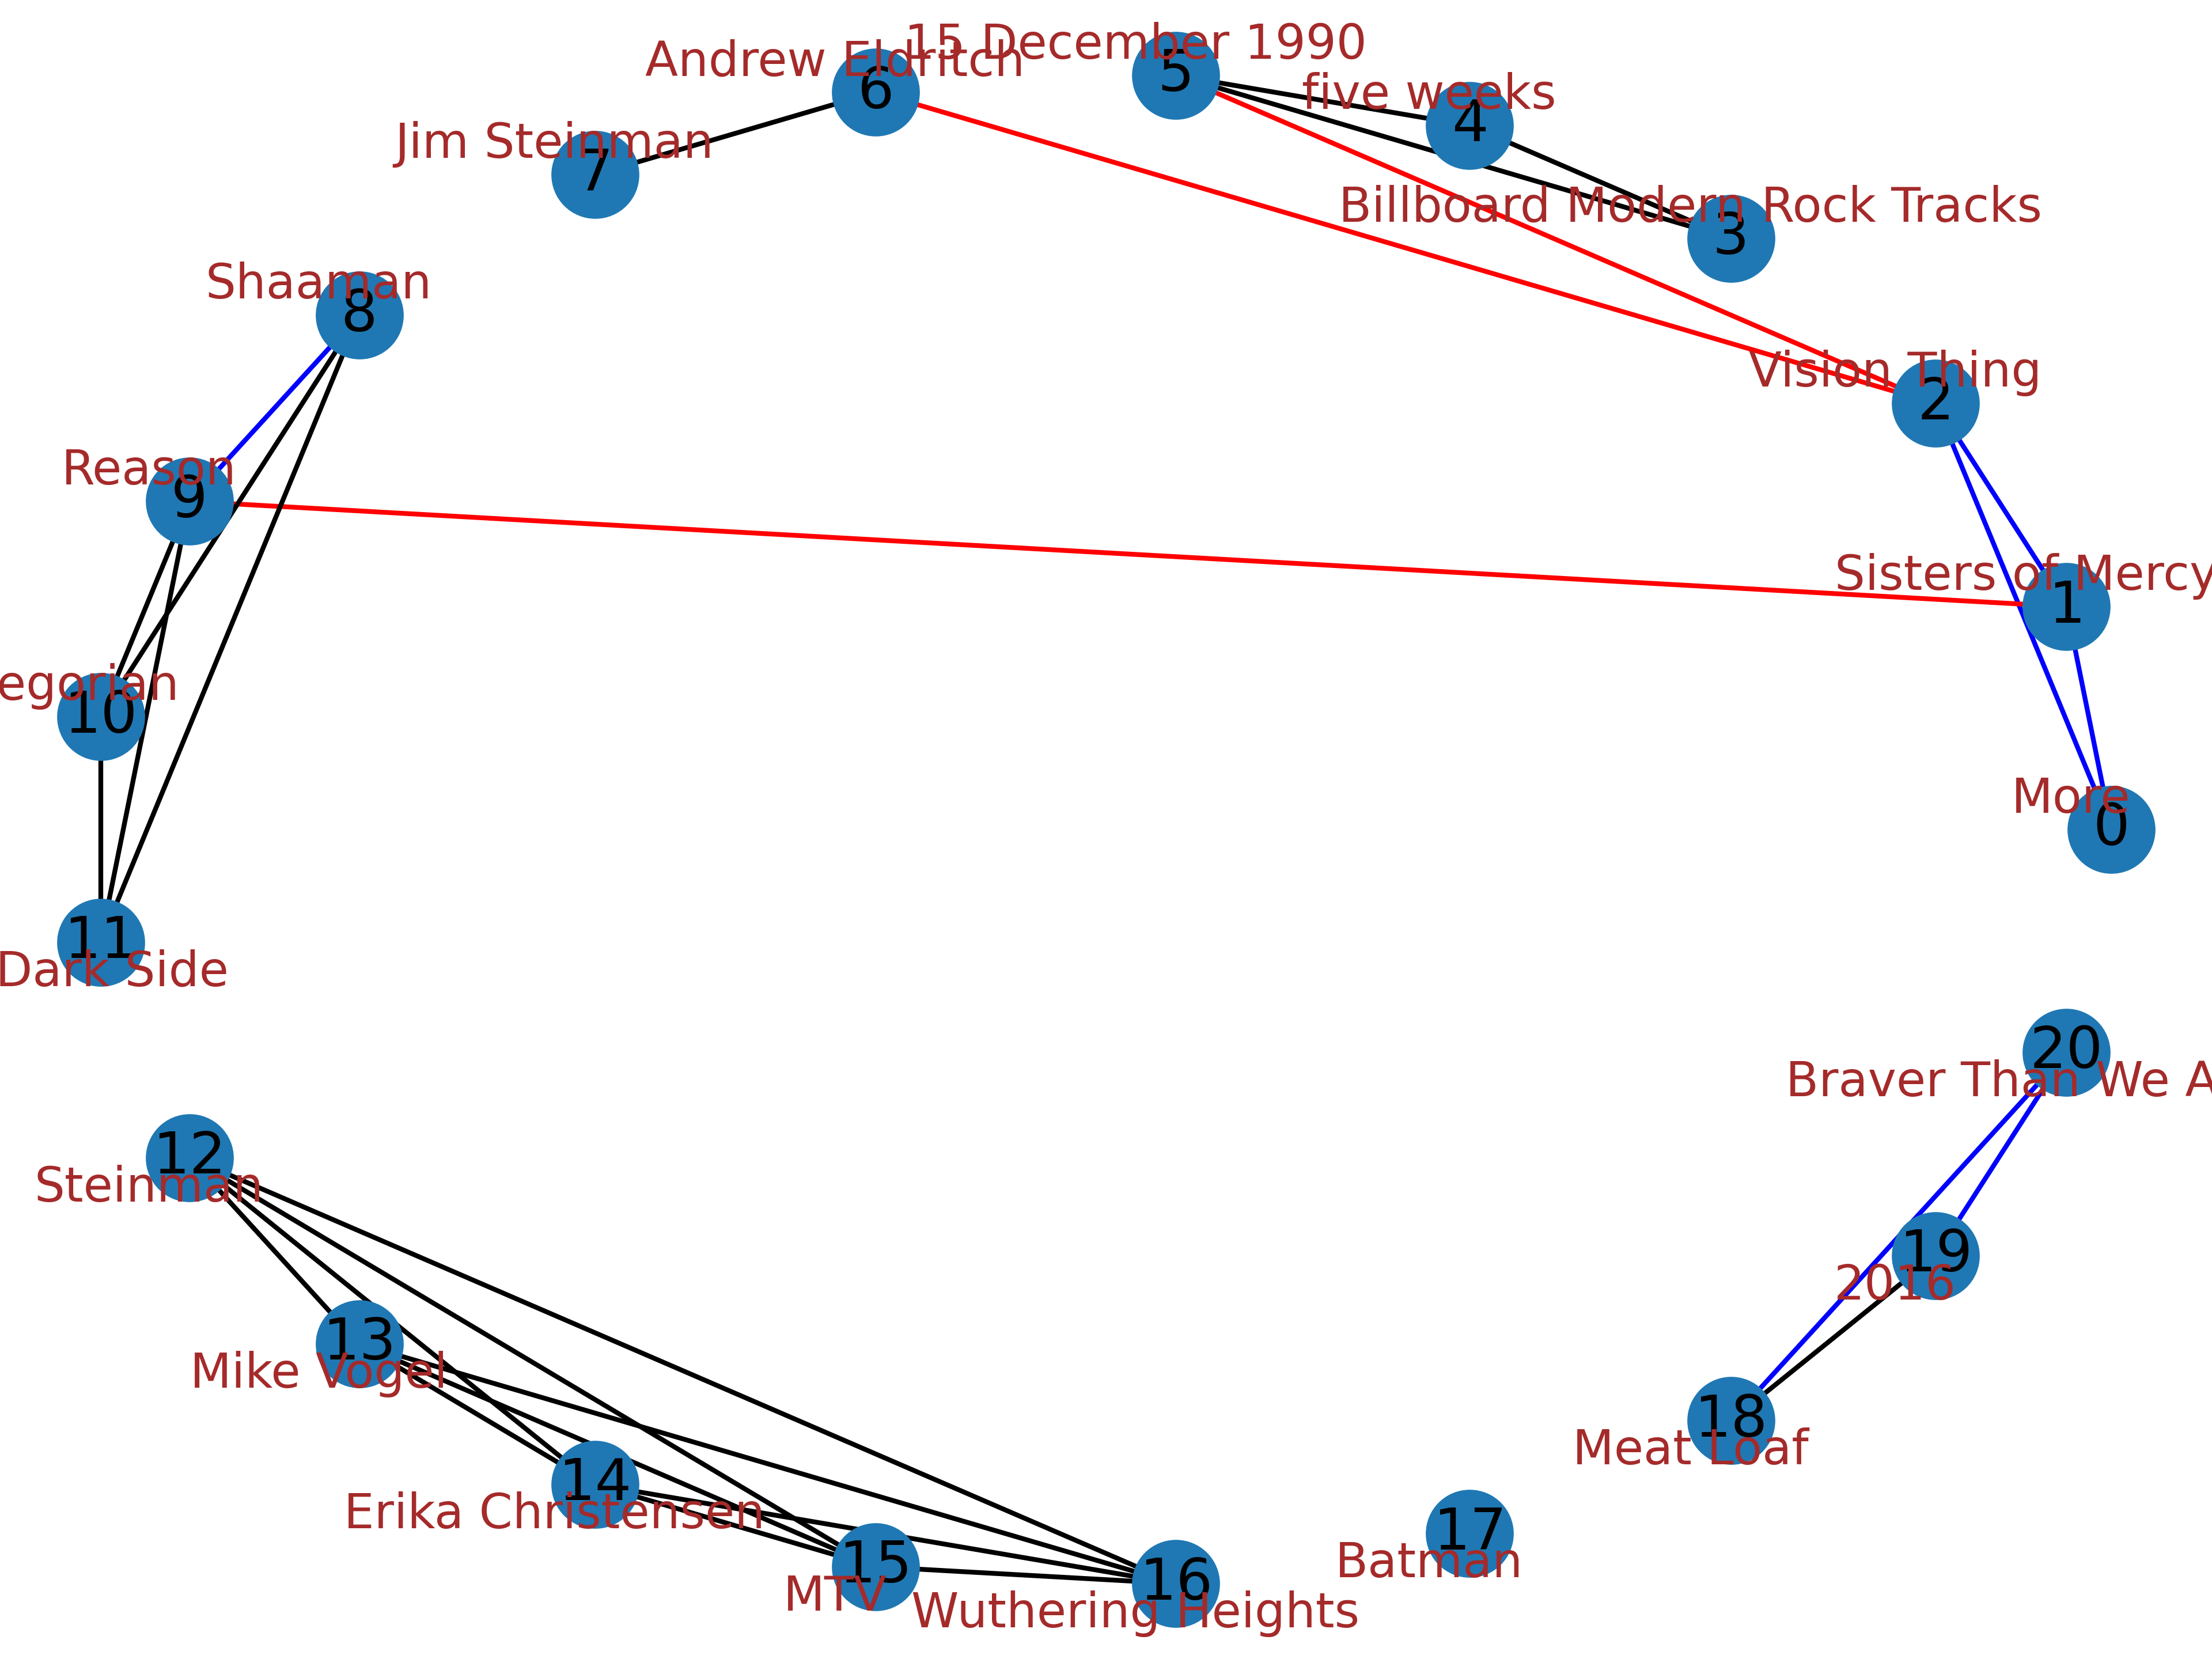 15 December 1990
5
Andrew Eldritch
6
five weeks
4
Jim Steinman
7
Billboard Modern Rock Tracks
3
Shaaman
8
Vision Thing
2
Reason
9
Sisters of Mercy
1
egorian
10
More
0
11
Dark Side
20
Braver Than We A
12
Steinman
19
2016
13
Mike Vogel
18
Meat Loaf
14
Erika Christensen
17
Batman
15
MTV
16
Wuthering Heights